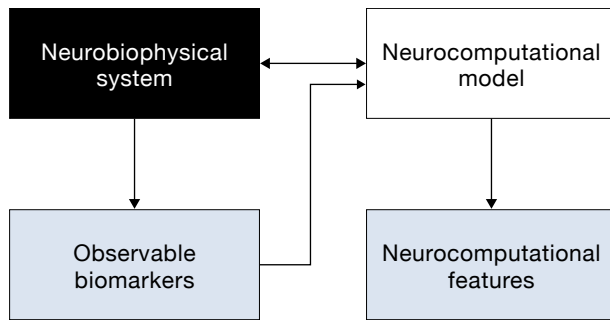 Neurobiophysical
system
Neurocomputational
model
Observable
biomarkers
Neurocomputational
features